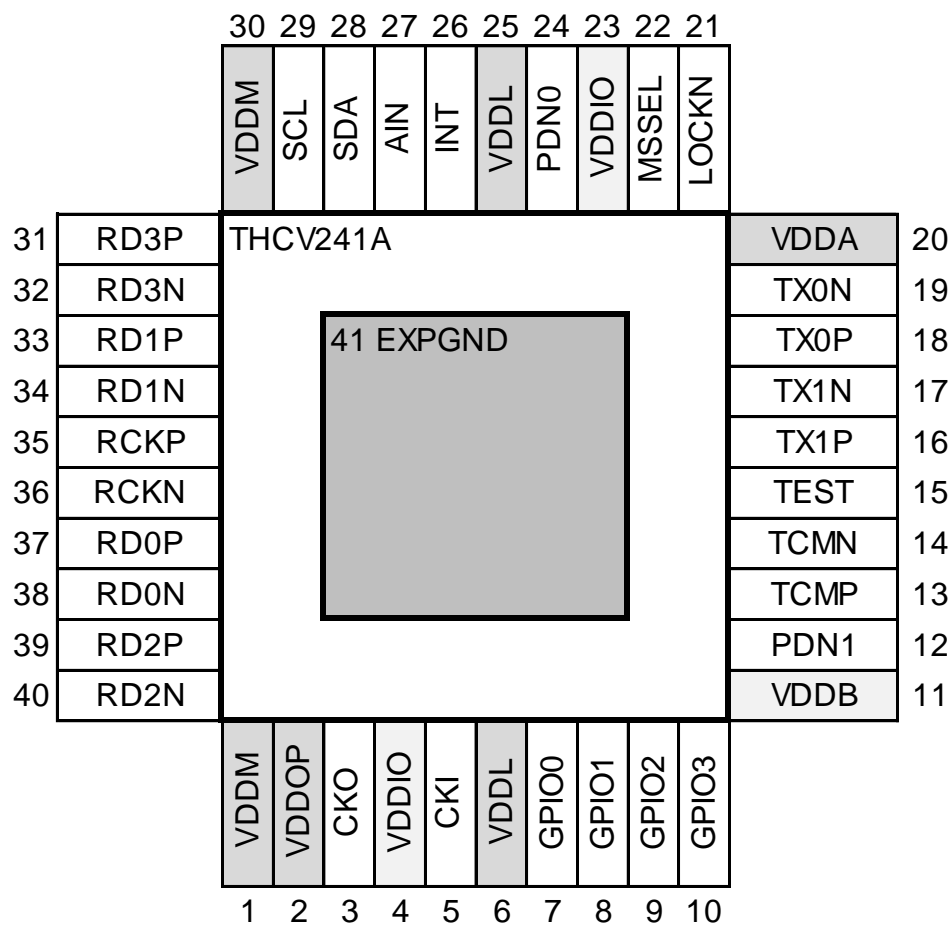 30 29 28 27 26 25 24 23 22 21
VDDM SCL SDA AIN INT VDDL PDN0 VDDIO MSSEL LOCKN
31 RD3P THCV241A VDDA 20
32 RD3N TX0N 19
33 RD1P 41 EXPGND TX0P 18
34 RD1N TX1N 17
35 RCKP TX1P 16
36 RCKN TEST 15
37 RD0P TCMN 14
38 RD0N TCMP 13
39 RD2P PDN1 12
40 RD2N VDDB 11
VDDM VDDOP CKO VDDIO CKI VDDL GPIO0 GPIO1 GPIO2 GPIO3
1 2 3 4 5 6 7 8 9 10